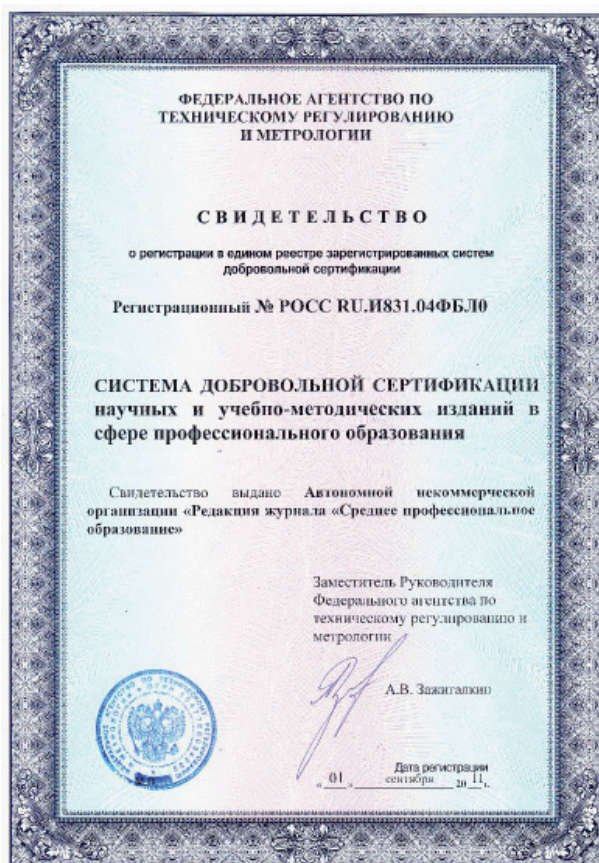 ФЕДЕРАЛЬНОЕ АГЕНТСТВО ПО
ТЕХНИЧЕСКОМУ РЕГУЛИРОВАНИЮ
И МЕТРОЛОГИИ
СВИДЕТЕЛЬСТВО
о регистрации в едином реестре зарегистрированных систем
добровольной сертификации
Регистрационный № РОСС RU.И831.04ФБЛ0
СИСТЕМА ДОБРОВОЛЬНОЙ СЕРТИФИКАЦИИ
научных и учебно-методических изданий в
сфере профессионального образования
Свидетельство выдано Автономной некоммерческой
организации «Редакция журнала «Среднее профессиональное
образование»
Заместитель Руководителя
Федерального агентства по
техническому регулированию и
метрологии
А.В. Зажигалкин
Дата регистрации
« 01 » сентября 20 11 г.